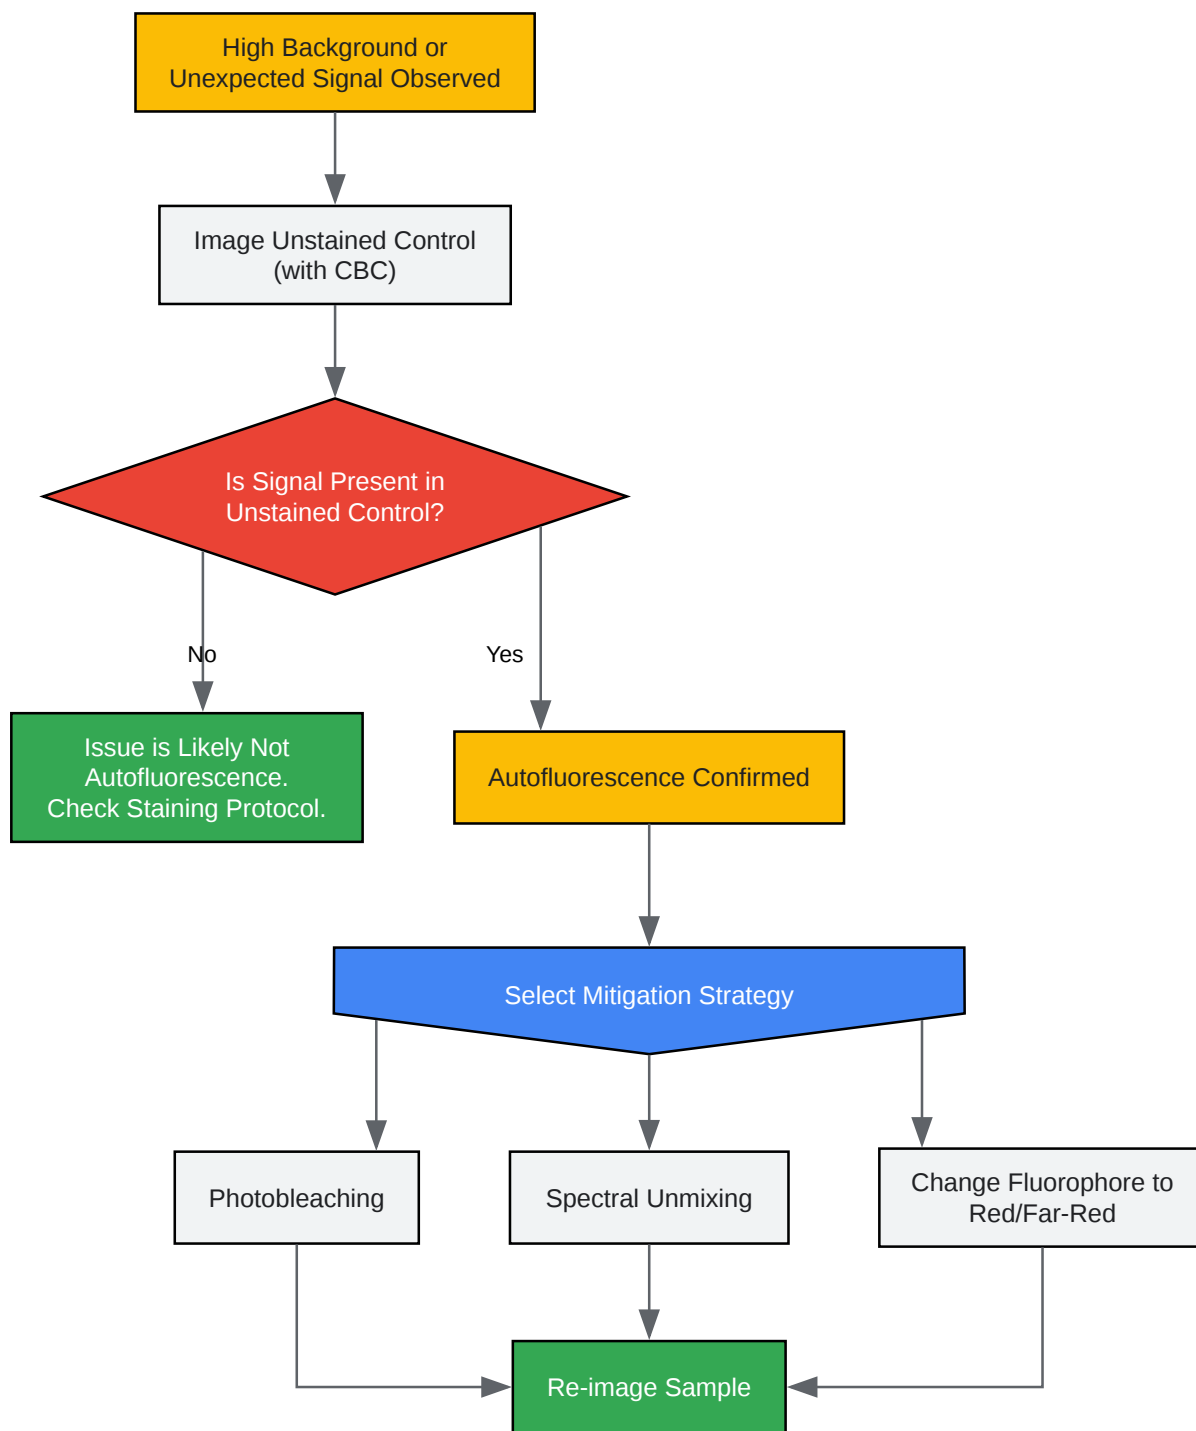 High Background or
Unexpected Signal Observed
Image Unstained Control
(with CBC)
Is Signal Present in
Unstained Control?
No
Yes
Issue is Likely Not
Autofluorescence.
Check Staining Protocol.
Autofluorescence Confirmed
Select Mitigation Strategy
Photobleaching
Spectral Unmixing
Change Fluorophore to
Red/Far-Red
Re-image Sample